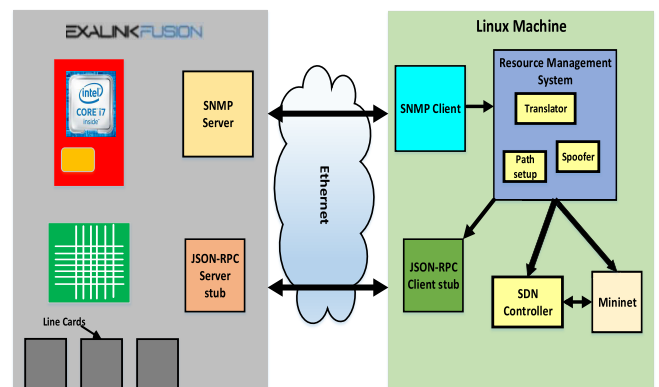 EXALINKFUSION
intel
CORE i7
inside
SNMP
Server
JSON-RPC
Server
stub
Line Cards
Ethernet
Linux Machine
SNMP Client
Resource Management
System
Translator
Path
setup
Spoofer
JSON-RPC
Client stub
SDN
Controller
Mininet